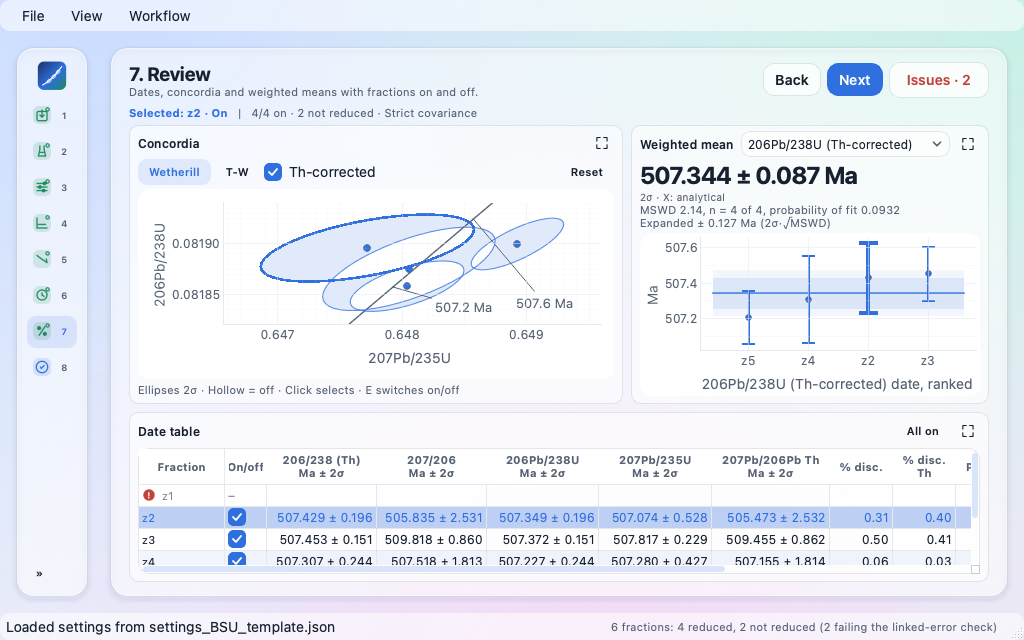 File View Workflow
7. Review
Dates, concordia and weighted means with fractions on and off.
Back Next Issues · 2
Selected: z2 · On | 4/4 on · 2 not reduced · Strict covariance
1
2
3
4
5
6
7
8
»
Concordia
Wetherill T-W Th-corrected Reset
206Pb/238U
0.08190
0.08185
507.2 Ma
507.6 Ma
0.647 0.648 0.649
207Pb/235U
Ellipses 2σ · Hollow = off · Click selects · E switches on/off
Weighted mean 206Pb/238U (Th-corrected)
507.344 ± 0.087 Ma
2σ · X: analytical
MSWD 2.14, n = 4 of 4, probability of fit 0.0932
Expanded ± 0.127 Ma (2σ·√MSWD)
Ma
507.6
507.4
507.2
z5 z4 z2 z3
206Pb/238U (Th-corrected) date, ranked
Date table All on
Fraction On/off 206/238 (Th) Ma ± 2σ 207/206 Ma ± 2σ 206Pb/238U Ma ± 2σ 207Pb/235U Ma ± 2σ 207Pb/206Pb Th Ma ± 2σ % disc. % disc. Th
z1 –
z2 507.429 ± 0.196 505.835 ± 2.531 507.349 ± 0.196 507.074 ± 0.528 505.473 ± 2.532 0.31 0.40
z3 507.453 ± 0.151 509.818 ± 0.860 507.372 ± 0.151 507.817 ± 0.229 509.455 ± 0.862 0.50 0.41
z4 507.307 ± 0.244 507.518 ± 1.813 507.227 ± 0.244 507.280 ± 0.427 507.155 ± 1.814 0.06 0.03
Loaded settings from settings_BSU_template.json
6 fractions: 4 reduced, 2 not reduced (2 failing the linked-error check)